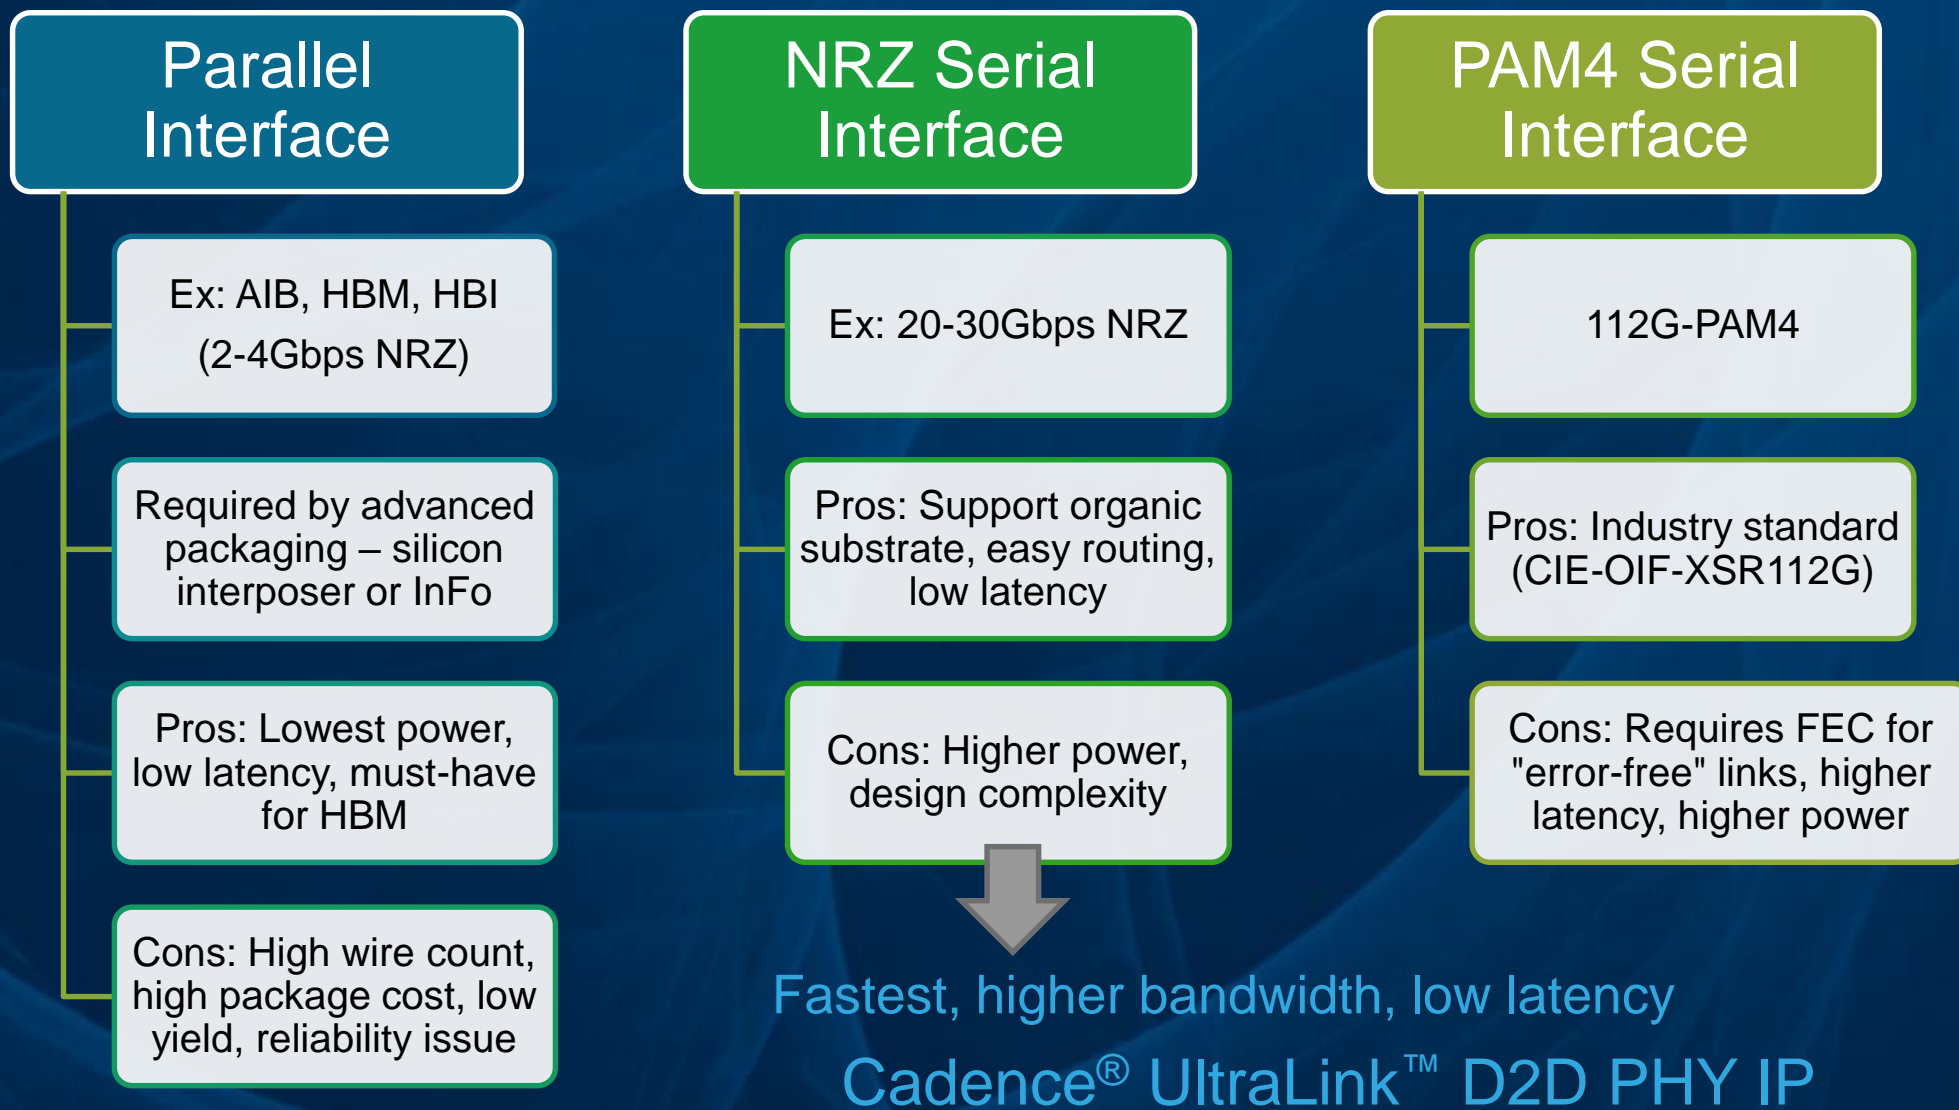 Parallel
Interface
Ex: AIB, HBM, HBI
(2-4Gbps NRZ)
Required by advanced
packaging – silicon
interposer or InFo
Pros: Lowest power,
low latency, must-have
for HBM
Cons: High wire count,
high package cost, low
yield, reliability issue
NRZ Serial
Interface
Ex: 20-30Gbps NRZ
Pros: Support organic
substrate, easy routing,
low latency
Cons: Higher power,
design complexity
PAM4 Serial
Interface
112G-PAM4
Pros: Industry standard
(CIE-OIF-XSR112G)
Cons: Requires FEC for
"error-free" links, higher
latency, higher power
Fastest, higher bandwidth, low latency
Cadence® UltraLink™ D2D PHY IP